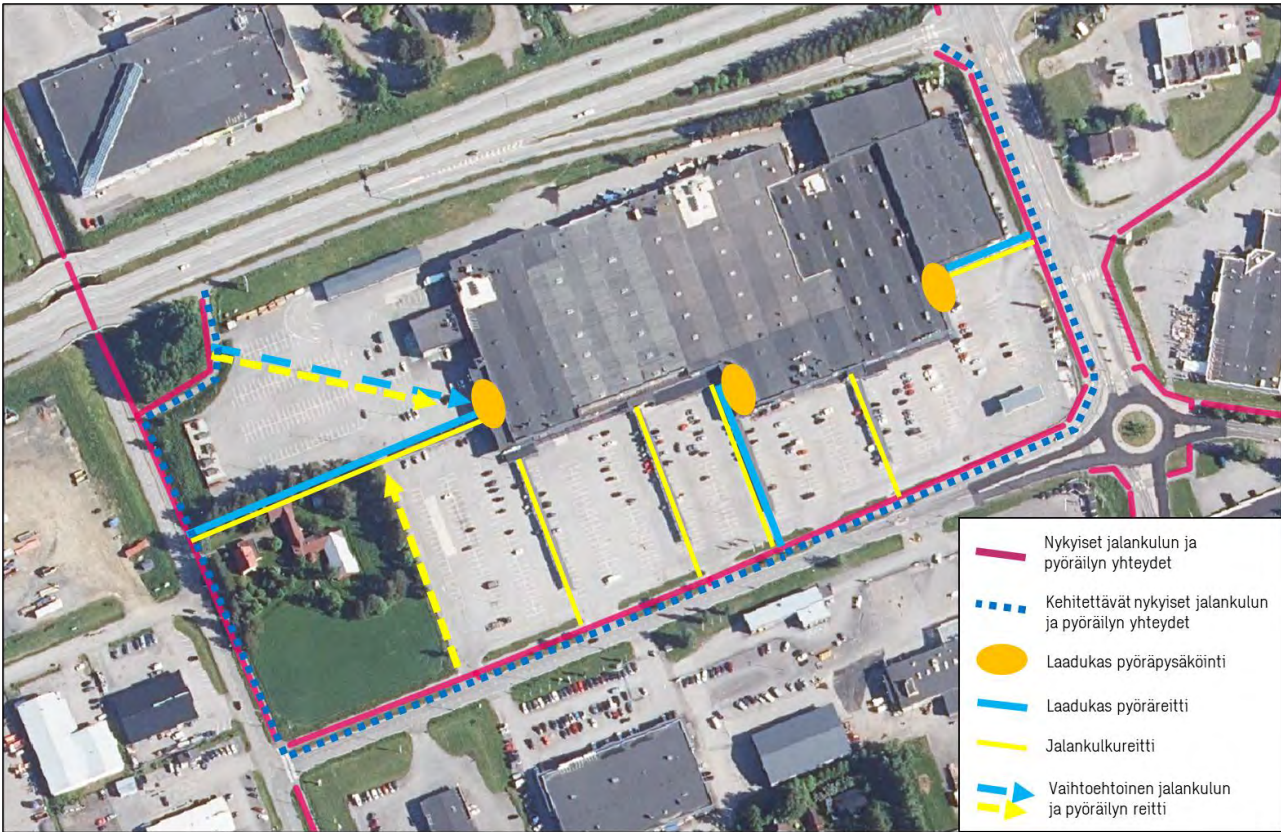 Nykyiset jalankulun ja
pyöräilyn yhteydet
Kehitettävät nykyiset jalankulun
ja pyöräilyn yhteydet
Laadukas pyöräpysäköinti
Laadukas pyöräreitti
Jalankulkureitti
Vaihtoehtoinen jalankulun
ja pyöräilyn reitti